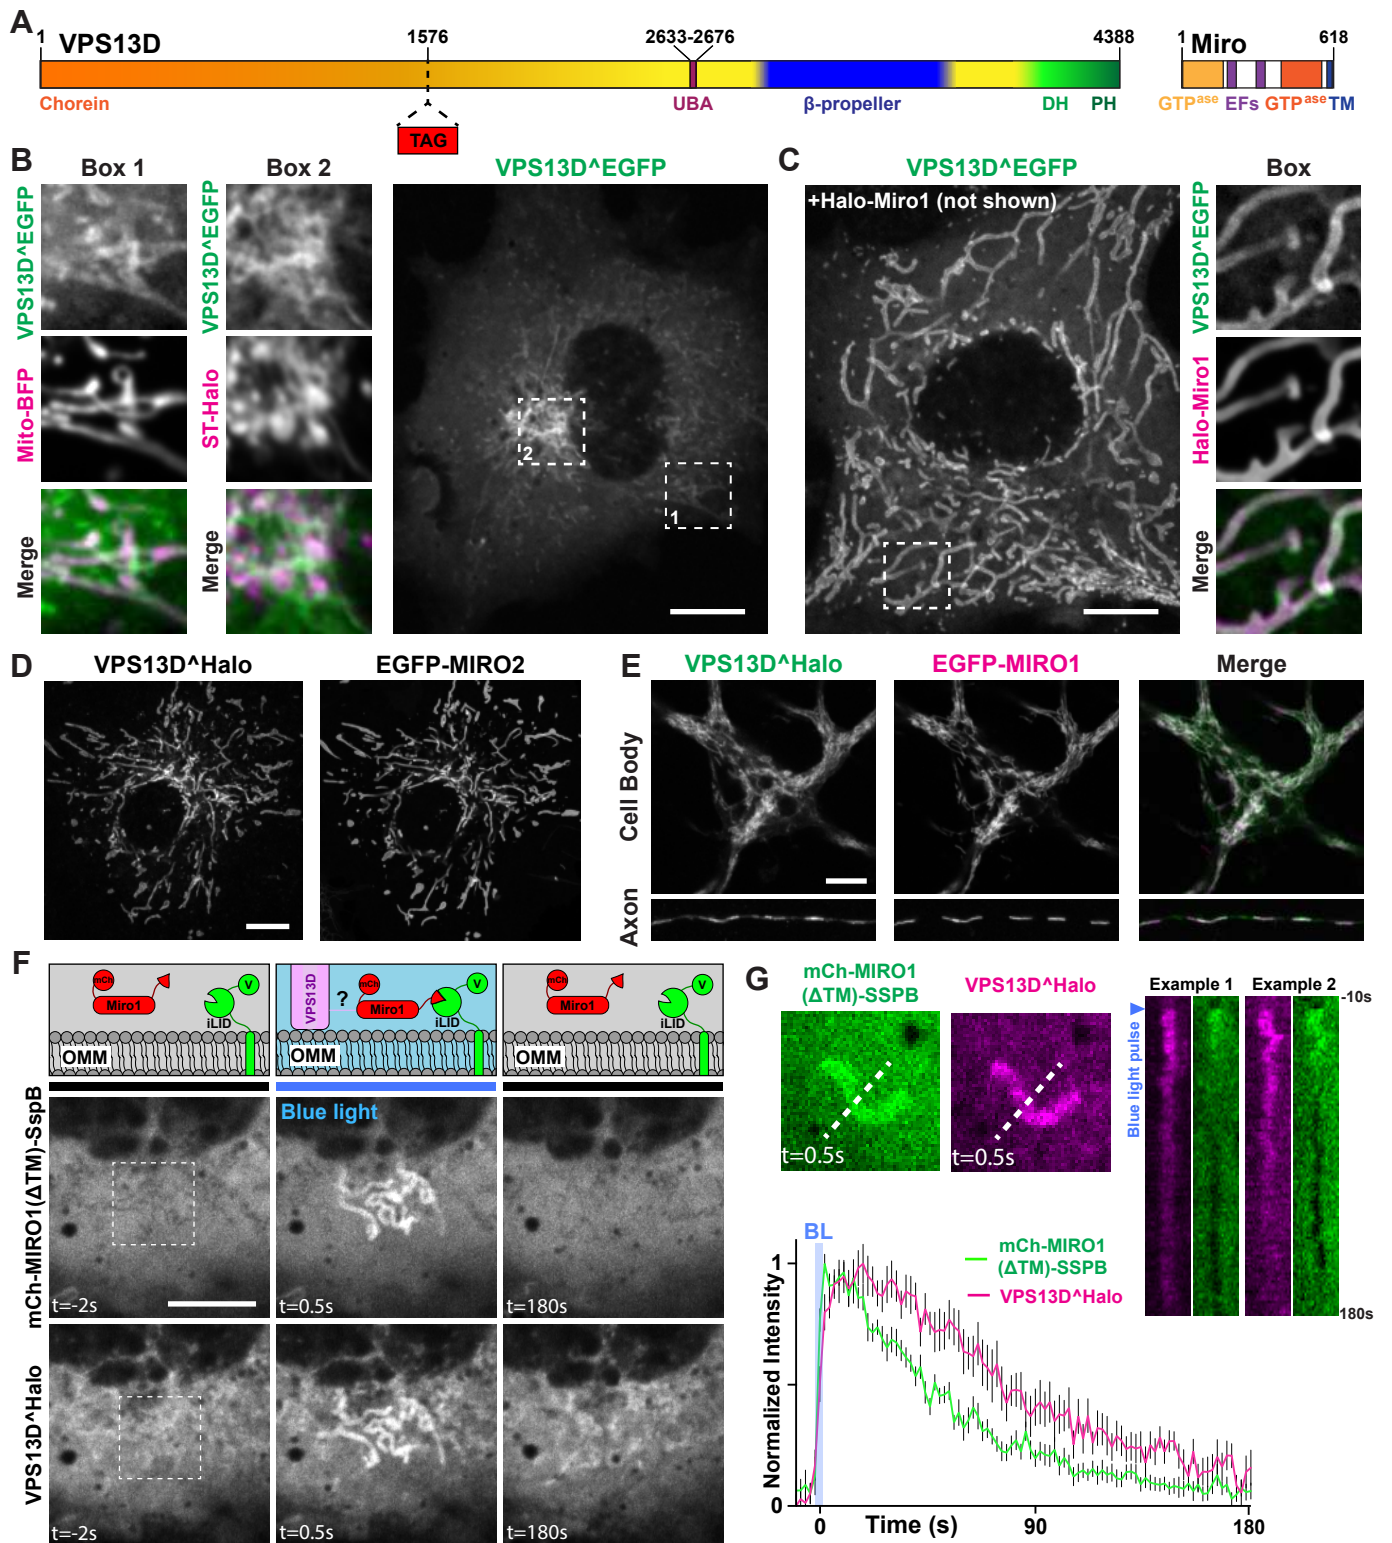 A
1 VPS13D 1576 2633-2676 4388 1 Miro 618
Chorein UBA β-propeller DH PH GTPase EFs GTPase TM
TAG
B
Box 1 Box 2 VPS13D^EGFP
VPS13D^EGFP
Mito-BFP
Merge
VPS13D^EGFP
ST-Halo
Merge
2
1
C
VPS13D^EGFP Box
+Halo-Miro1 (not shown)
VPS13D^EGFP
Halo-Miro1
Merge
D
VPS13D^Halo EGFP-MIRO2
E
VPS13D^Halo EGFP-MIRO1 Merge
Cell Body
Axon
F
mCh Miro1 V iLID OMM
VPS13D ? mCh Miro1 V iLID OMM
mCh Miro1 V iLID OMM
mCh-MIRO1(ΔTM)-SspB
Blue light
t=-2s t=0.5s t=180s
VPS13D^Halo
t=-2s t=0.5s t=180s
G
mCh-MIRO1
(ΔTM)-SSPB
VPS13D^Halo
t=0.5s t=0.5s
Example 1 Example 2
Blue light pulse
-10s
180s
BL
mCh-MIRO1
(ΔTM)-SSPB
VPS13D^Halo
Normalized Intensity
1
0
0 90 180
Time (s)